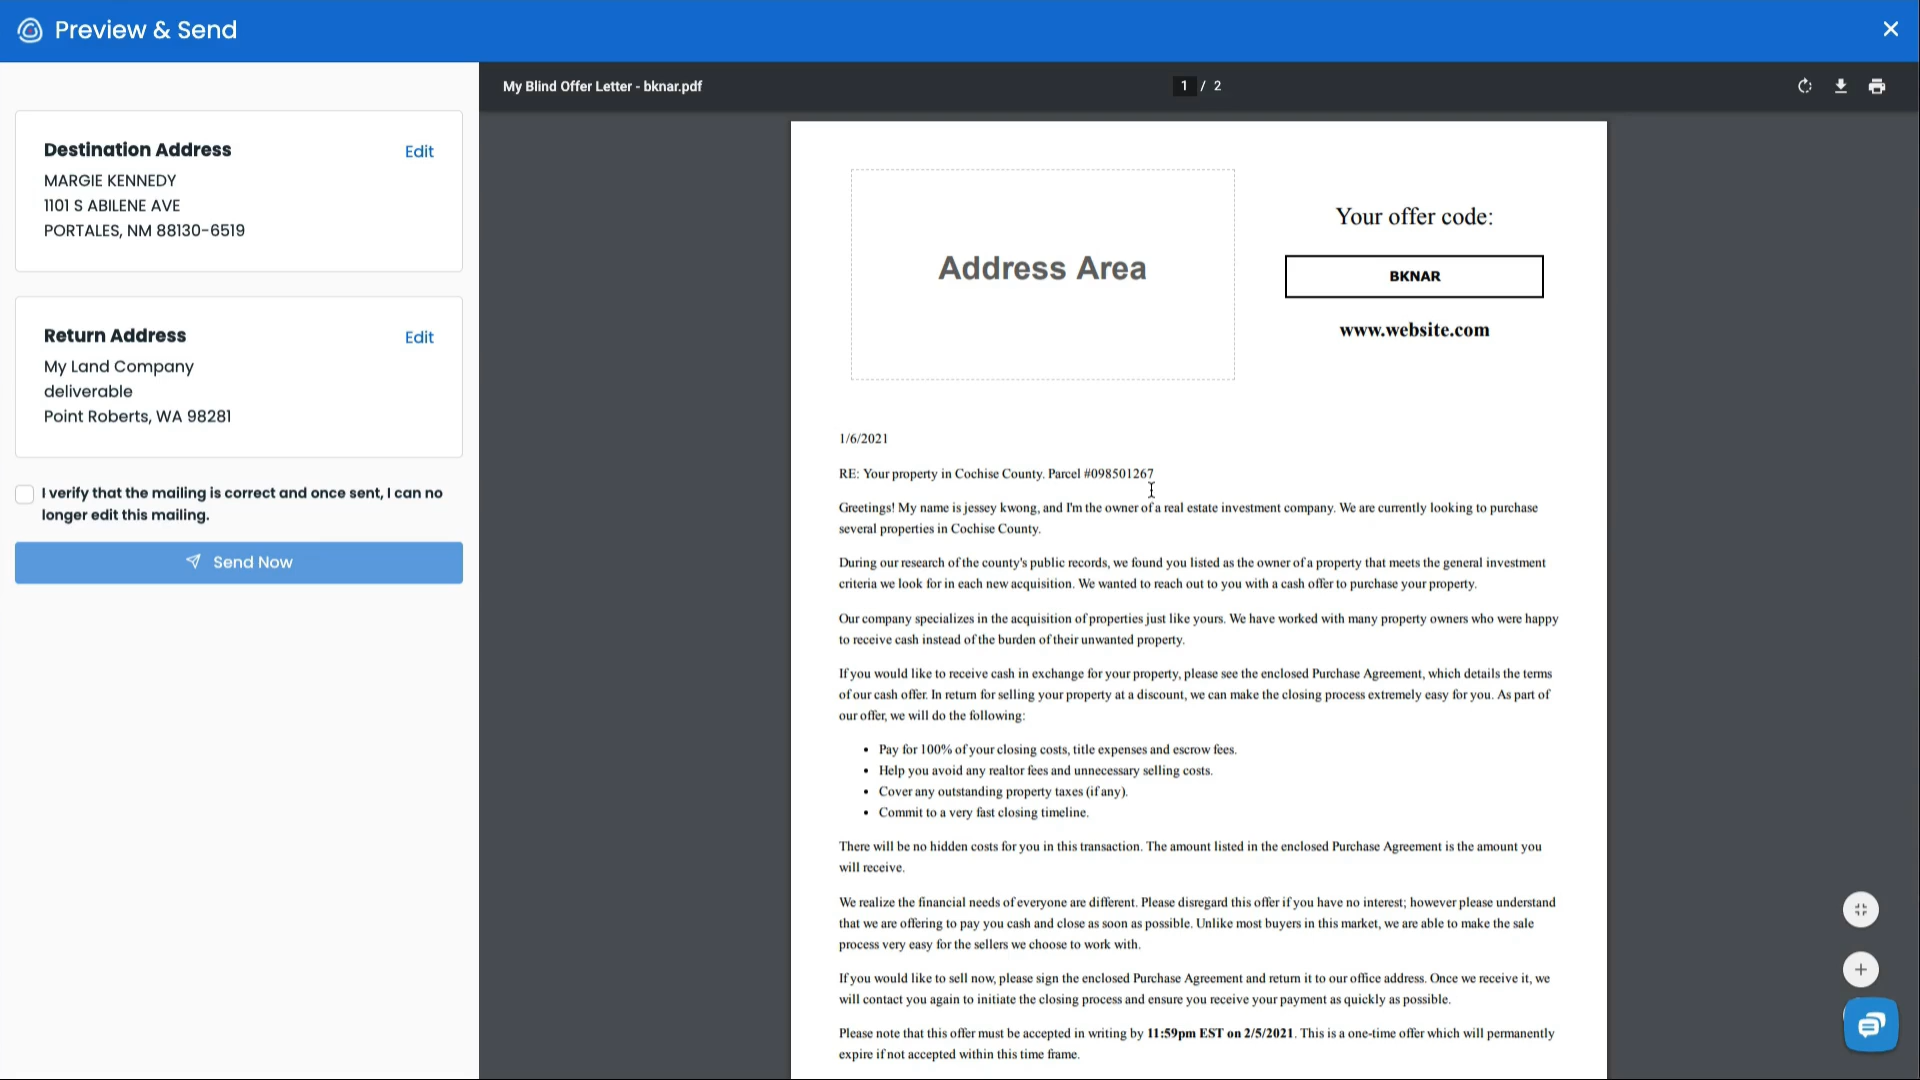 Preview & Send
Destination Address
Edit
MARGIE KENNEDY
1101 S ABILENE AVE
PORTALES, NM 88130-6519
Return Address
Edit
My Land Company
deliverable
Point Roberts, WA 98281
I verify that the mailing is correct and once sent, I can no
longer edit this mailing.
Send Now
My Blind Offer Letter - bknar.pdf
1 / 2
Address Area
Your offer code:
BKNAR
www.website.com
1/6/2021
RE: Your property in Cochise County. Parcel #098501267
Greetings! My name is jessey kwong, and I'm the owner of a real estate investment company. We are currently looking to purchase
several properties in Cochise County.
During our research of the county's public records, we found you listed as the owner of a property that meets the general investment
criteria we look for in each new acquisition. We wanted to reach out to you with a cash offer to purchase your property.
Our company specializes in the acquisition of properties just like yours. We have worked with many property owners who were happy
to receive cash instead of the burden of their unwanted property.
If you would like to receive cash in exchange for your property, please see the enclosed Purchase Agreement, which details the terms
of our cash offer. In return for selling your property at a discount, we can make the closing process extremely easy for you. As part of
our offer, we will do the following:
• Pay for 100% of your closing costs, title expenses and escrow fees.
• Help you avoid any realtor fees and unnecessary selling costs.
• Cover any outstanding property taxes (if any).
• Commit to a very fast closing timeline.
There will be no hidden costs for you in this transaction. The amount listed in the enclosed Purchase Agreement is the amount you
will receive.
We realize the financial needs of everyone are different. Please disregard this offer if you have no interest; however please understand
that we are offering to pay you cash and close as soon as possible. Unlike most buyers in this market, we are able to make the sale
process very easy for the sellers we choose to work with.
If you would like to sell now, please sign the enclosed Purchase Agreement and return it to our office address. Once we receive it, we
will contact you again to initiate the closing process and ensure you receive your payment as quickly as possible.
Please note that this offer must be accepted in writing by 11:59pm EST on 2/5/2021. This is a one-time offer which will permanently
expire if not accepted within this time frame.